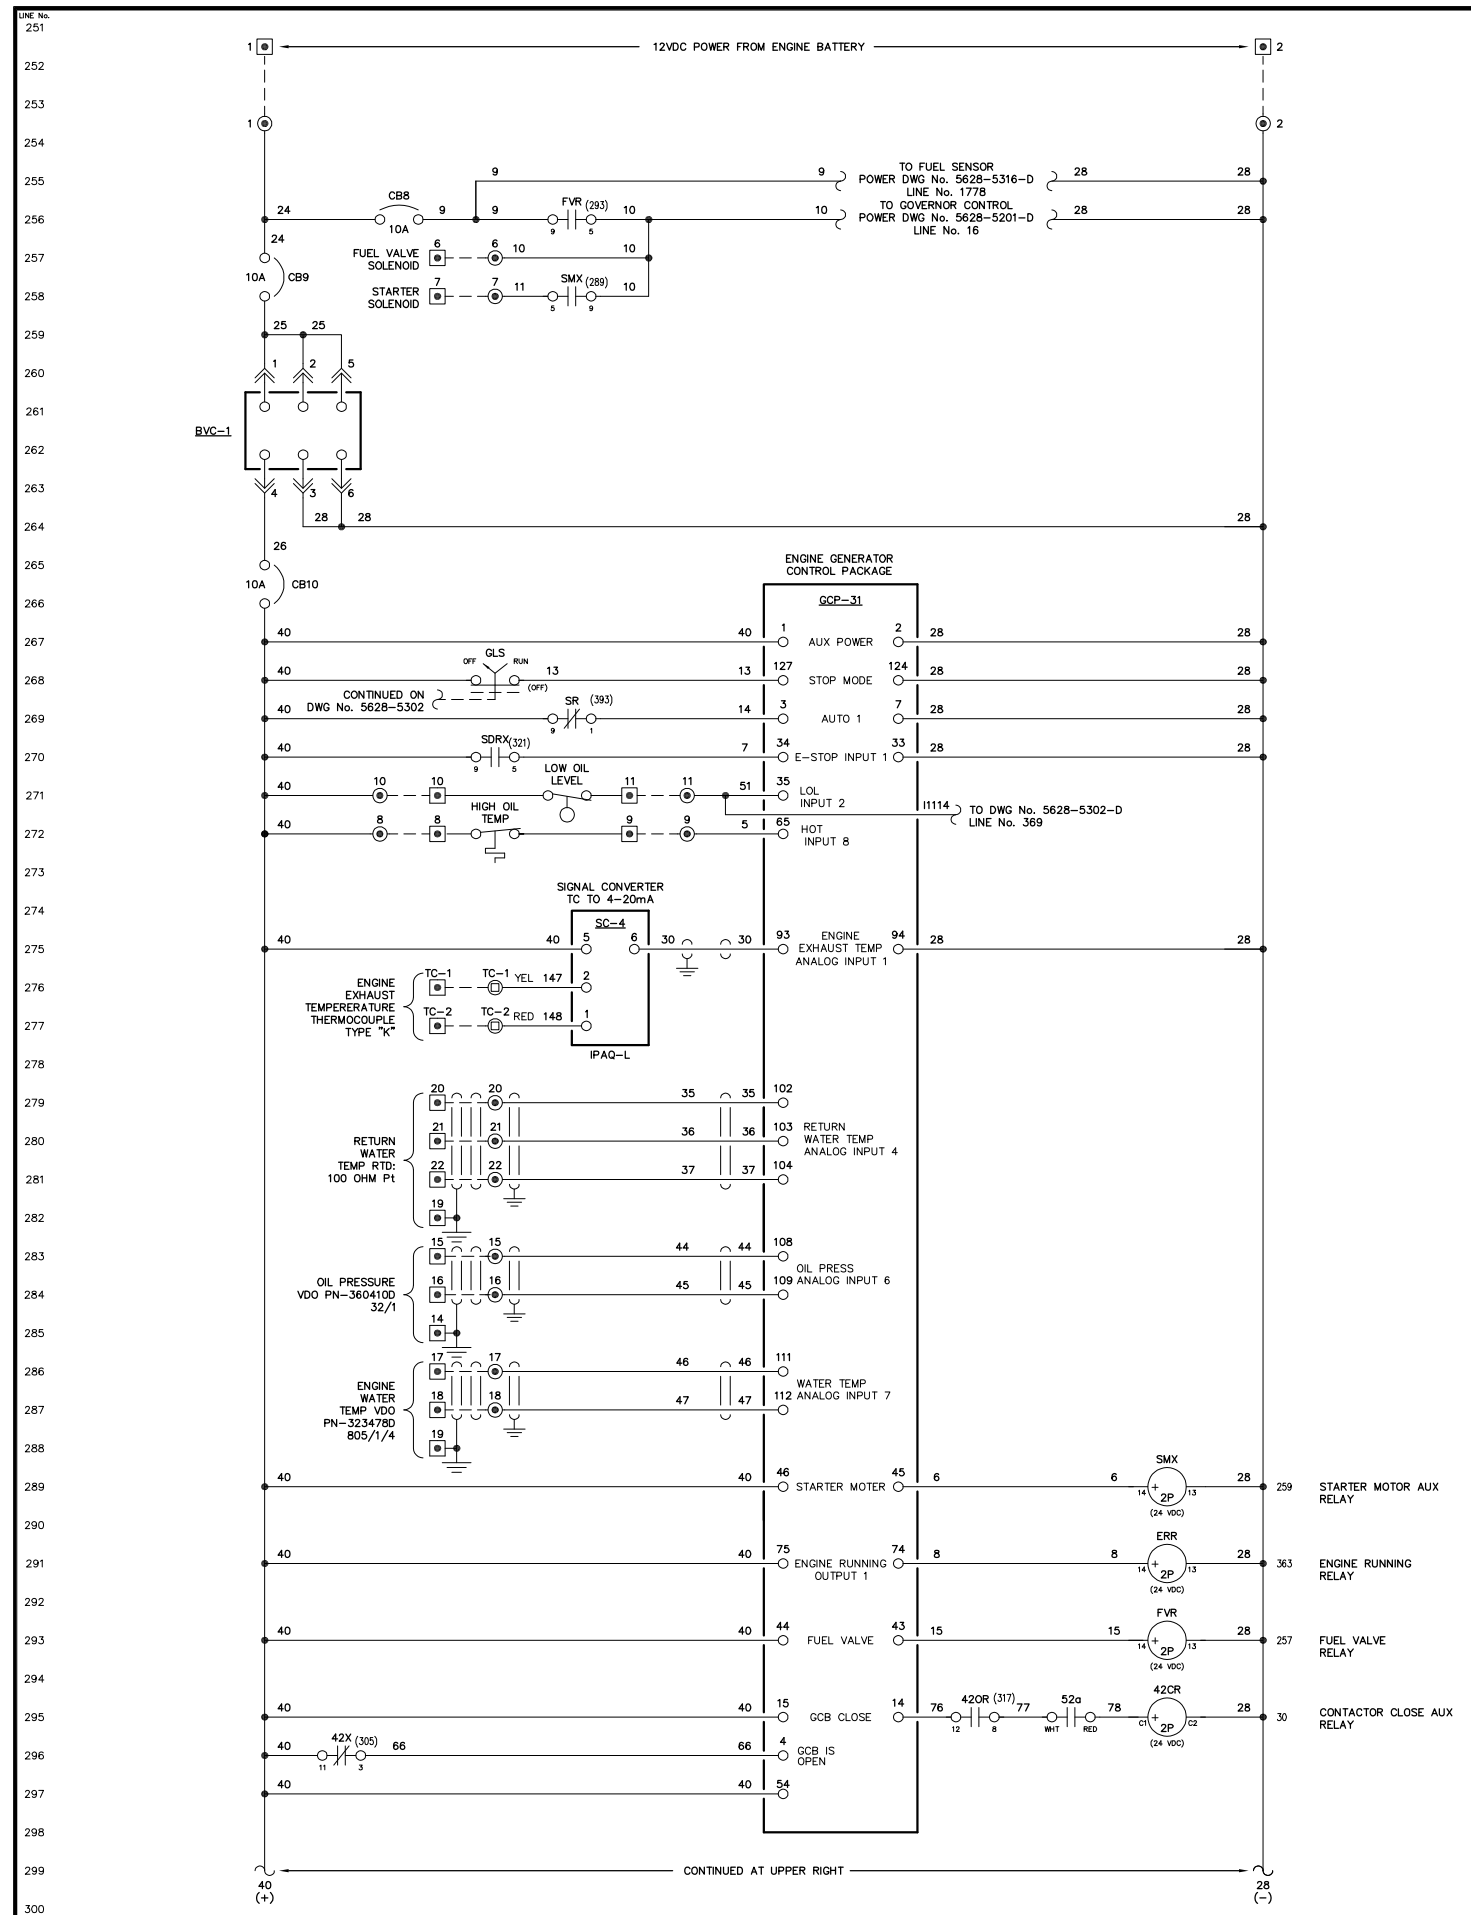 LINE No.
251
1 12VDC POWER FROM ENGINE BATTERY 2
252
253
1 2
254
9 9 TO FUEL SENSOR 28 28
255 POWER DWG No. 5628-5316-D
LINE No. 1778
CB8 TO GOVERNOR CONTROL
24 9 9 FVR (293) 10 10 28 28
256 10A 9 5 POWER DWG No. 5628-5201-D
LINE No. 16
24
257 FUEL VALVE SOLENOID 6 6 10 10
10A CB9
258 STARTER SOLENOID 7 7 11 SMX (289) 10
5 9
259 25 25
1 2 5
260
261
BVC-1
262
263 4 3 6
264 28 28 28
26
265 ENGINE GENERATOR
CONTROL PACKAGE
10A CB10
266 GCP-31
267 40 40 1 AUX POWER 2 28 28
GLS
OFF RUN
268 40 13 13 127 STOP MODE 124 28 28
(OFF)
CONTINUED ON
DWG No. 5628-5302
269 40 SR (393) 14 3 AUTO 1 7 28 28
9 1
270 40 SDRX (321) 7 34 E-STOP INPUT 1 33 28 28
9 5
LOW OIL
LEVEL
271 40 10 10 11 11 51 35 LOL
INPUT 2
I1114 TO DWG No. 5628-5302-D
LINE No. 369
HIGH OIL
TEMP
272 40 8 8 9 9 5 65 HOT
INPUT 8
273
SIGNAL CONVERTER
TC TO 4-20mA
274
SC-4
275 40 40 5 6 30 30 93 ENGINE
EXHAUST TEMP
ANALOG INPUT 1 94 28 28
276 TC-1 TC-1 YEL 147 2
ENGINE
EXHAUST
TEMPERERATURE
THERMOCOUPLE
TYPE "K"
277 TC-2 TC-2 RED 148 1
IPAQ-L
278
279 20 20 35 35 102
280 21 21 36 36 103 RETURN
WATER TEMP
ANALOG INPUT 4
RETURN
WATER
TEMP RTD:
100 OHM Pt
281 22 22 37 37 104
282 19
283 15 15 44 44 108
OIL PRESS
ANALOG INPUT 6
OIL PRESSURE
VDO PN-360410D
32/1
284 16 16 45 45 109
285 14
286 17 17 46 46 111
WATER TEMP
ANALOG INPUT 7
ENGINE
WATER
TEMP VDO
PN-323478D
805/1/4
287 18 18 47 47 112
288 19
SMX
289 40 40 46 STARTER MOTER 45 6 6 14 + 2P 13 28 259 STARTER MOTOR AUX
RELAY
(24 VDC)
290
ERR
291 40 40 75 ENGINE RUNNING
OUTPUT 1 74 8 8 14 + 2P 13 28 363 ENGINE RUNNING
RELAY
(24 VDC)
292
FVR
293 40 40 44 FUEL VALVE 43 15 15 14 + 2P 13 28 257 FUEL VALVE
RELAY
(24 VDC)
294
42CR
295 40 40 15 GCB CLOSE 14 76 42OR (317) 77 52a 78 C1 + 2P C2 28 30 CONTACTOR CLOSE AUX
RELAY
12 8 WHT RED (24 VDC)
296 40 42X (305) 66 66 4 GCB IS
OPEN
11 3
297 40 40 54
298
299 CONTINUED AT UPPER RIGHT
40 28
(+) (-)
300